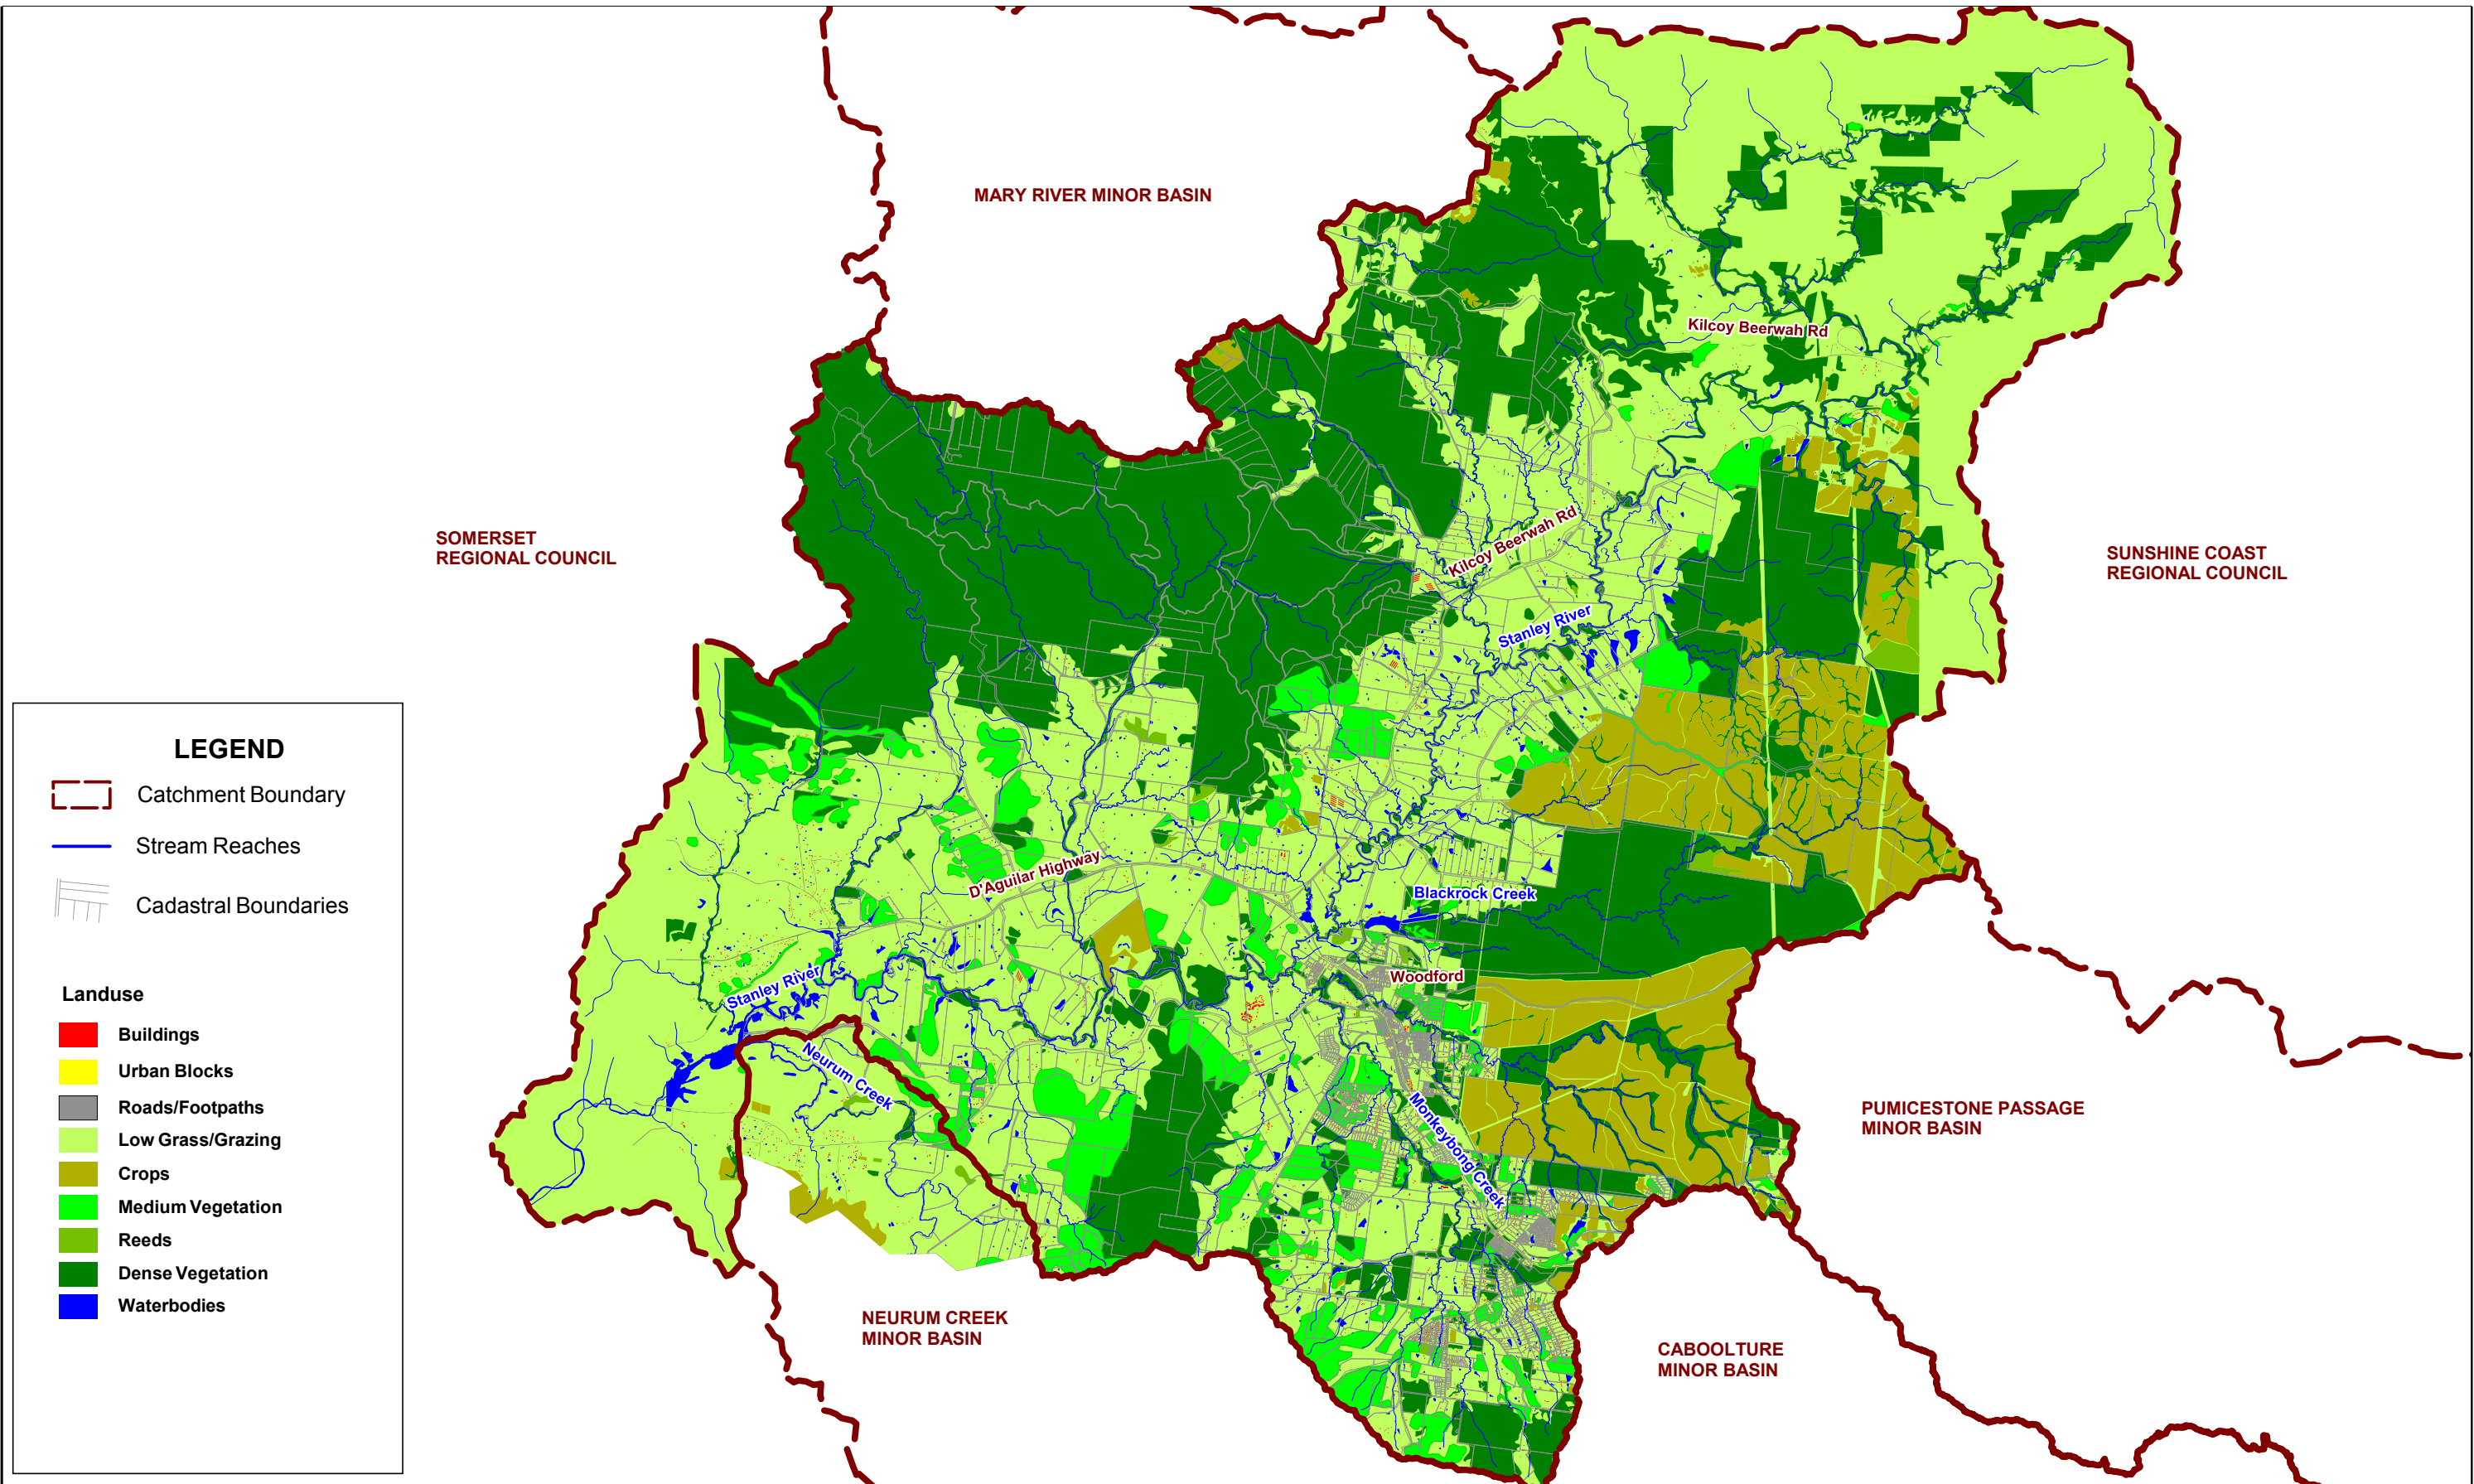 MARY RIVER MINOR BASIN
Kilcoy Beerwah Rd
SOMERSET
REGIONAL COUNCIL
Kilcoy Beerwah Rd
SUNSHINE COAST
REGIONAL COUNCIL
Stanley River
D'Aguilar Highway
Blackrock Creek
Woodford
Stanley River
Neurum Creek
Monkeybong Creek
PUMICESTONE PASSAGE
MINOR BASIN
NEURUM CREEK
MINOR BASIN
CABOOLTURE
MINOR BASIN
LEGEND
Catchment Boundary
Stream Reaches
Cadastral Boundaries
Landuse
Buildings
Urban Blocks
Roads/Footpaths
Low Grass/Grazing
Crops
Medium Vegetation
Reeds
Dense Vegetation
Waterbodies